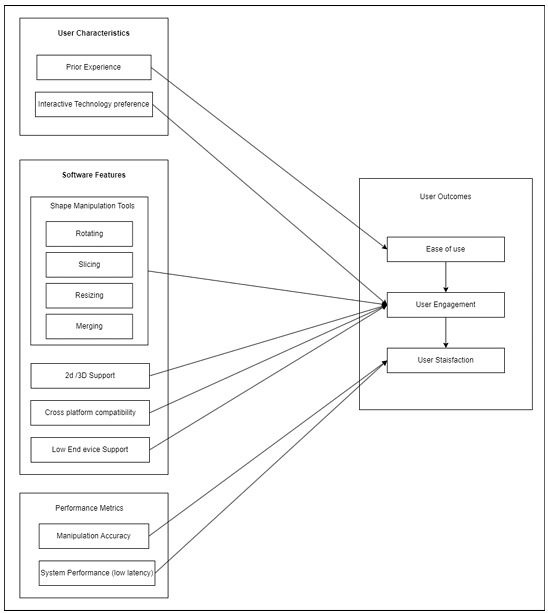 User Characteristics
Prior Experience
Interactive Technology preference
Software Features
Shape Manipulation Tools
Rotating
Slicing
Resizing
Merging
2d /3D Support
Cross platform compatibility
Low End evice Support
Performance Metrics
Manipulation Accuracy
System Performance (low latency)
User Outcomes
Ease of use
User Engagement
User Staisfaction